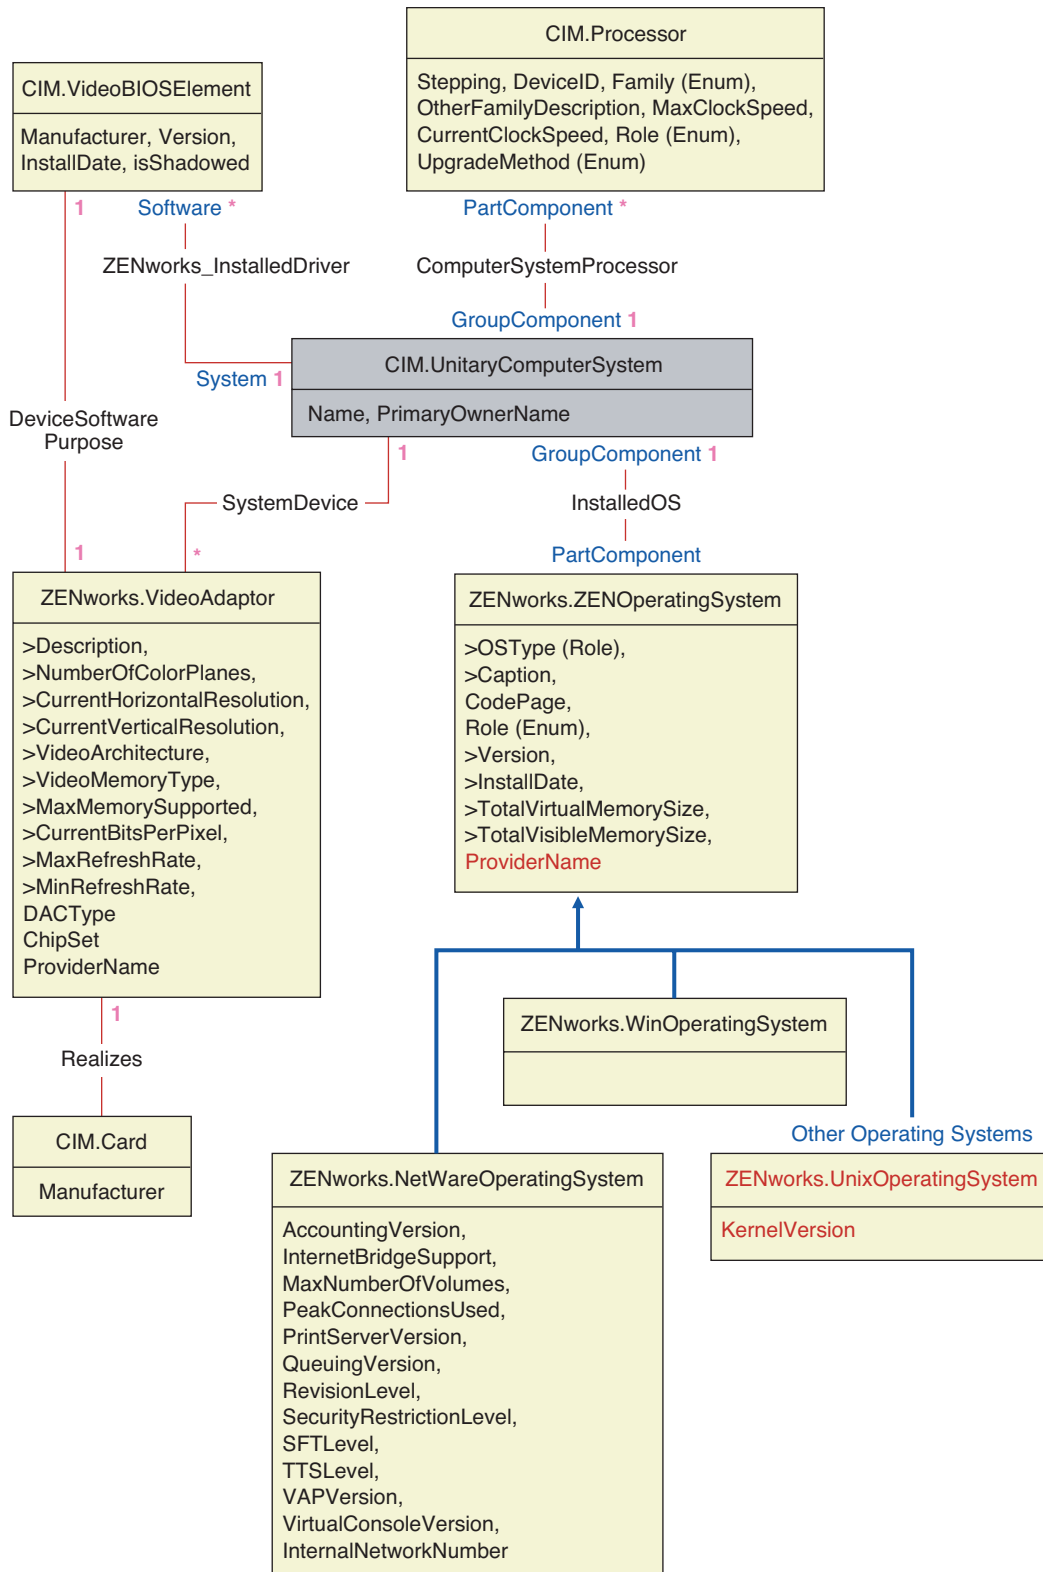 CIM.Processor
Stepping, DeviceID, Family (Enum),
OtherFamilyDescription, MaxClockSpeed,
CurrentClockSpeed, Role (Enum),
UpgradeMethod (Enum)
CIM.VideoBIOSElement
Manufacturer, Version,
InstallDate, isShadowed
1
Software *
PartComponent *
ZENworks_InstalledDriver
ComputerSystemProcessor
GroupComponent 1
System 1
CIM.UnitaryComputerSystem
Name, PrimaryOwnerName
DeviceSoftware
Purpose
1
GroupComponent 1
SystemDevice
InstalledOS
1
*
PartComponent
ZENworks.VideoAdaptor
>Description,
>NumberOfColorPlanes,
>CurrentHorizontalResolution,
>CurrentVerticalResolution,
>VideoArchitecture,
>VideoMemoryType,
>MaxMemorySupported,
>CurrentBitsPerPixel,
>MaxRefreshRate,
>MinRefreshRate,
DACType
ChipSet
ProviderName
ZENworks.ZENOperatingSystem
>OSType (Role),
>Caption,
CodePage,
Role (Enum),
>Version,
>InstallDate,
>TotalVirtualMemorySize,
>TotalVisibleMemorySize,
ProviderName
1
Realizes
CIM.Card
Manufacturer
ZENworks.WinOperatingSystem
Other Operating Systems
ZENworks.NetWareOperatingSystem
AccountingVersion,
InternetBridgeSupport,
MaxNumberOfVolumes,
PeakConnectionsUsed,
PrintServerVersion,
QueuingVersion,
RevisionLevel,
SecurityRestrictionLevel,
SFTLevel,
TTSLevel,
VAPVersion,
VirtualConsoleVersion,
InternalNetworkNumber
ZENworks.UnixOperatingSystem
KernelVersion